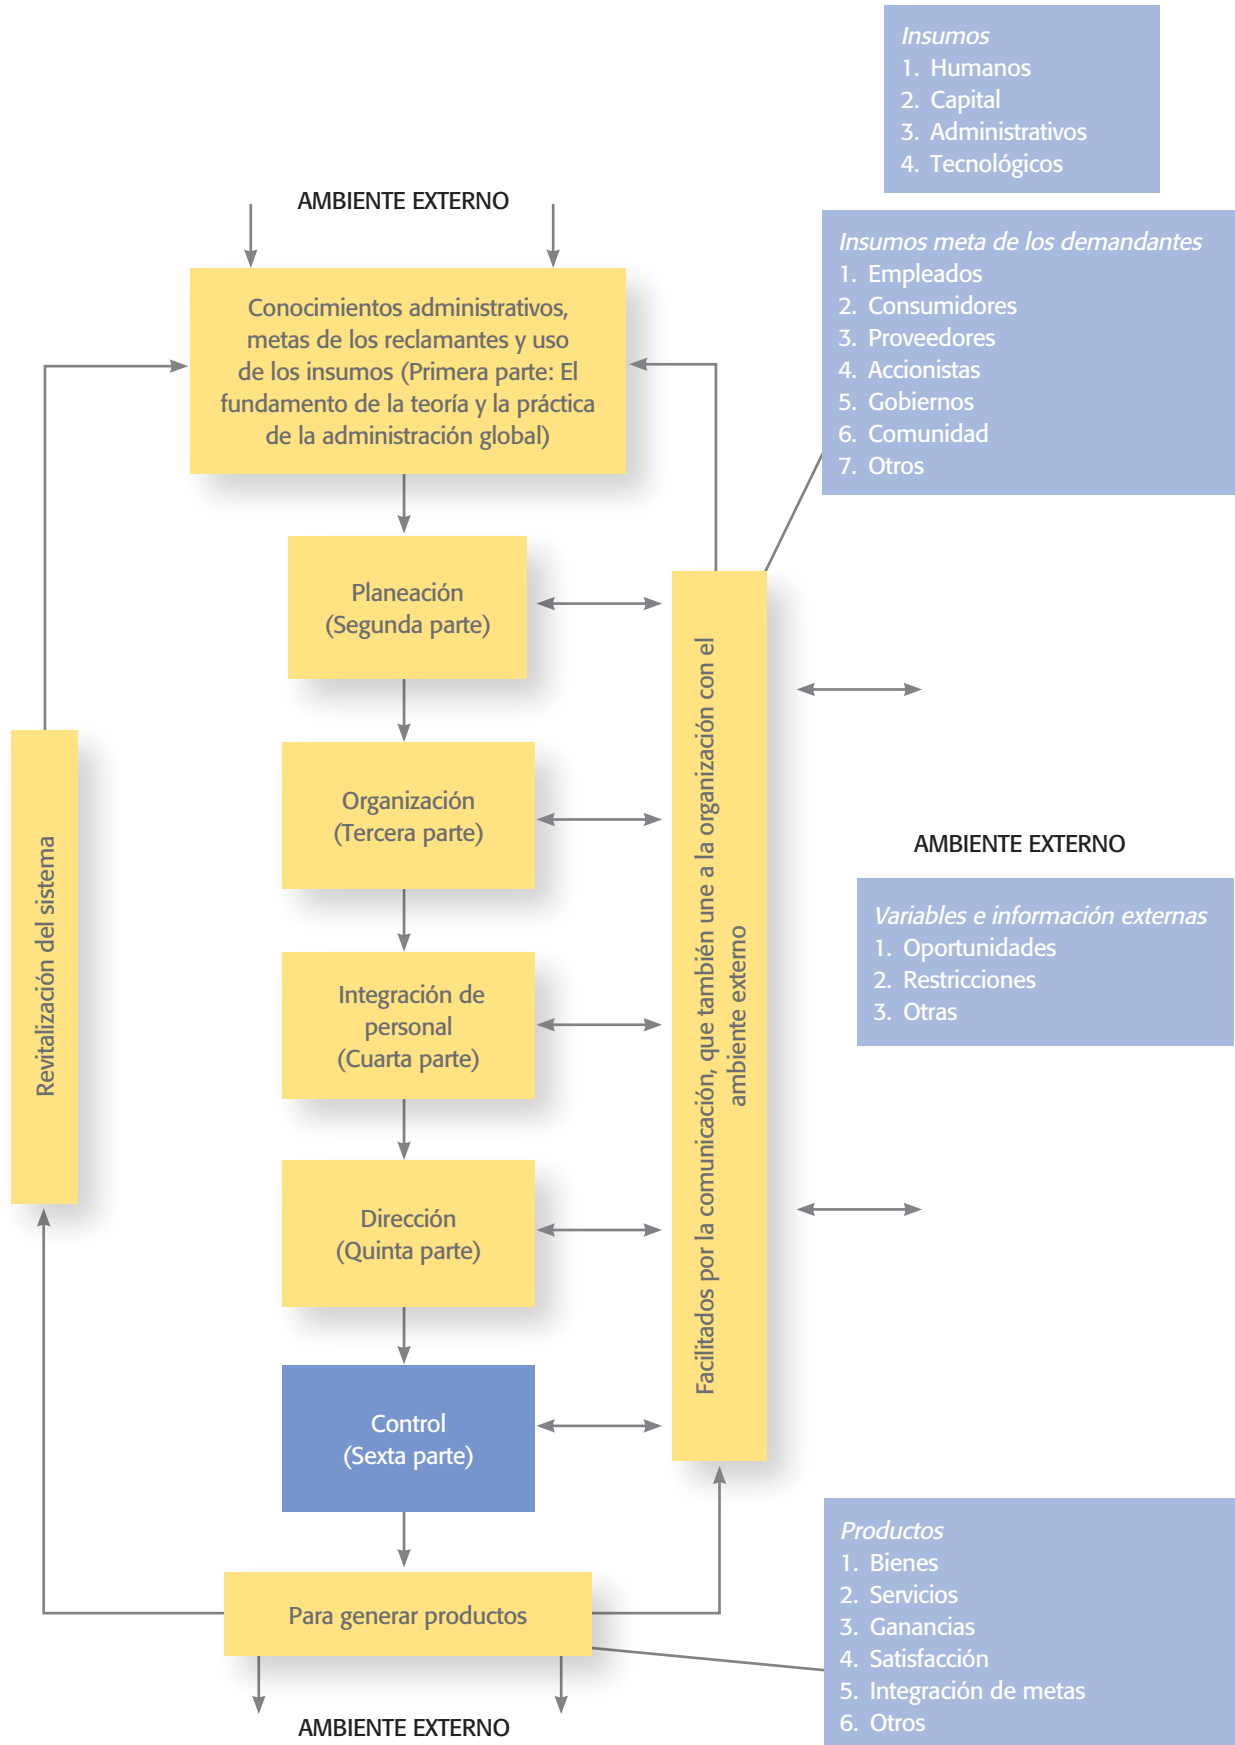 Insumos
1. Humanos
2. Capital
3. Administrativos
4. Tecnológicos
AMBIENTE EXTERNO
Insumos meta de los demandantes
1. Empleados
2. Consumidores
3. Proveedores
4. Accionistas
5. Gobiernos
6. Comunidad
7. Otros
Conocimientos administrativos,
metas de los reclamantes y uso
de los insumos (Primera parte: El
fundamento de la teoría y la práctica
de la administración global)
Planeación
(Segunda parte)
Organización
(Tercera parte)
Integración de
personal
(Cuarta parte)
Dirección
(Quinta parte)
Control
(Sexta parte)
Para generar productos
Revitalización del sistema
Facilitados por la comunicación, que también une a la organización con el
ambiente externo
AMBIENTE EXTERNO
Variables e información externas
1. Oportunidades
2. Restricciones
3. Otras
Productos
1. Bienes
2. Servicios
3. Ganancias
4. Satisfacción
5. Integración de metas
6. Otros
AMBIENTE EXTERNO